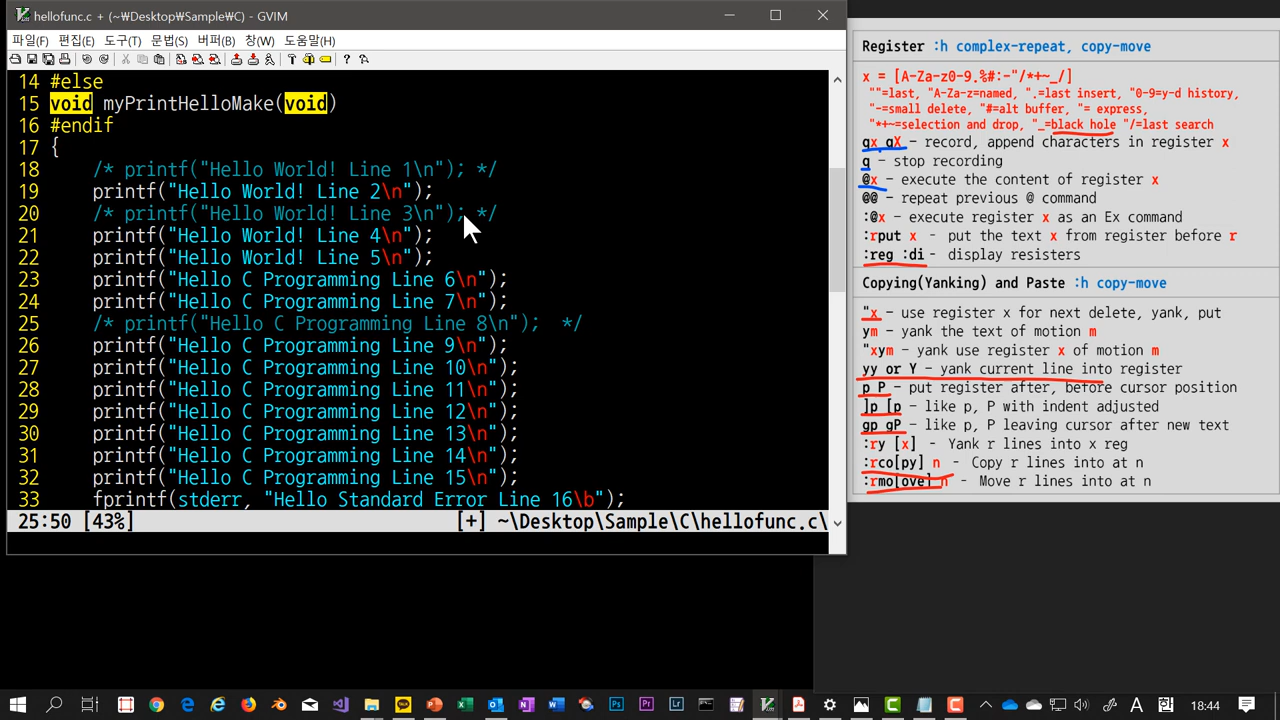 hellofunc.c + (~\Desktop\Sample\C) - GVIM
파일(F) 편집(E) 도구(T) 문법(S) 버퍼(B) 창(W) 도움말(H)
14 #else
15 void myPrintHelloMake(void)
16 #endif
17 {
18     /* printf("Hello World! Line 1\n"); */
19     printf("Hello World! Line 2\n");
20     /* printf("Hello World! Line 3\n"); */
21     printf("Hello World! Line 4\n");
22     printf("Hello World! Line 5\n");
23     printf("Hello C Programming Line 6\n");
24     printf("Hello C Programming Line 7\n");
25     /* printf("Hello C Programming Line 8\n");  */
26     printf("Hello C Programming Line 9\n");
27     printf("Hello C Programming Line 10\n");
28     printf("Hello C Programming Line 11\n");
29     printf("Hello C Programming Line 12\n");
30     printf("Hello C Programming Line 13\n");
31     printf("Hello C Programming Line 14\n");
32     printf("Hello C Programming Line 15\n");
33     fprintf(stderr, "Hello Standard Error Line 16\b");
25:50 [43%] [+] ~\Desktop\Sample\C\hellofunc.c\
Register :h complex-repeat, copy-move
x = [A-Za-z0-9.%#:-"/*+~_/]
""=last, "A-Za-z=named, ".=last insert, "0-9=y-d history,
"-=small delete, "#=alt buffer, "= express,
"*+~=selection and drop, "_=black hole "/=last search
qx qX - record, append characters in register x
q - stop recording
@x - execute the content of register x
@@ - repeat previous @ command
:@x - execute register x as an Ex command
:rput x - put the text x from register before r
:reg :di - display resisters
Copying(Yanking) and Paste :h copy-move
"x - use register x for next delete, yank, put
ym - yank the text of motion m
"xym - yank use register x of motion m
yy or Y - yank current line into register
p P - put register after, before cursor position
]p [p - like p, P with indent adjusted
gp gP - like p, P leaving cursor after new text
:ry [x] - Yank r lines into x reg
:rco[py] n - Copy r lines into at n
:rmo[ove] n - Move r lines into at n
A 한 18:44